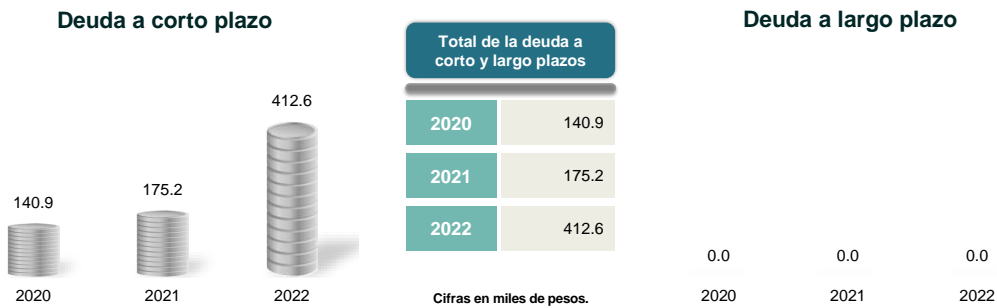 Deuda a corto plazo
412.6
175.2
140.9
2020 2021 2022
Total de la deuda a
corto y largo plazos
2020 140.9
2021 175.2
2022 412.6
Cifras en miles de pesos.
Deuda a largo plazo
0.0 0.0 0.0
2020 2021 2022